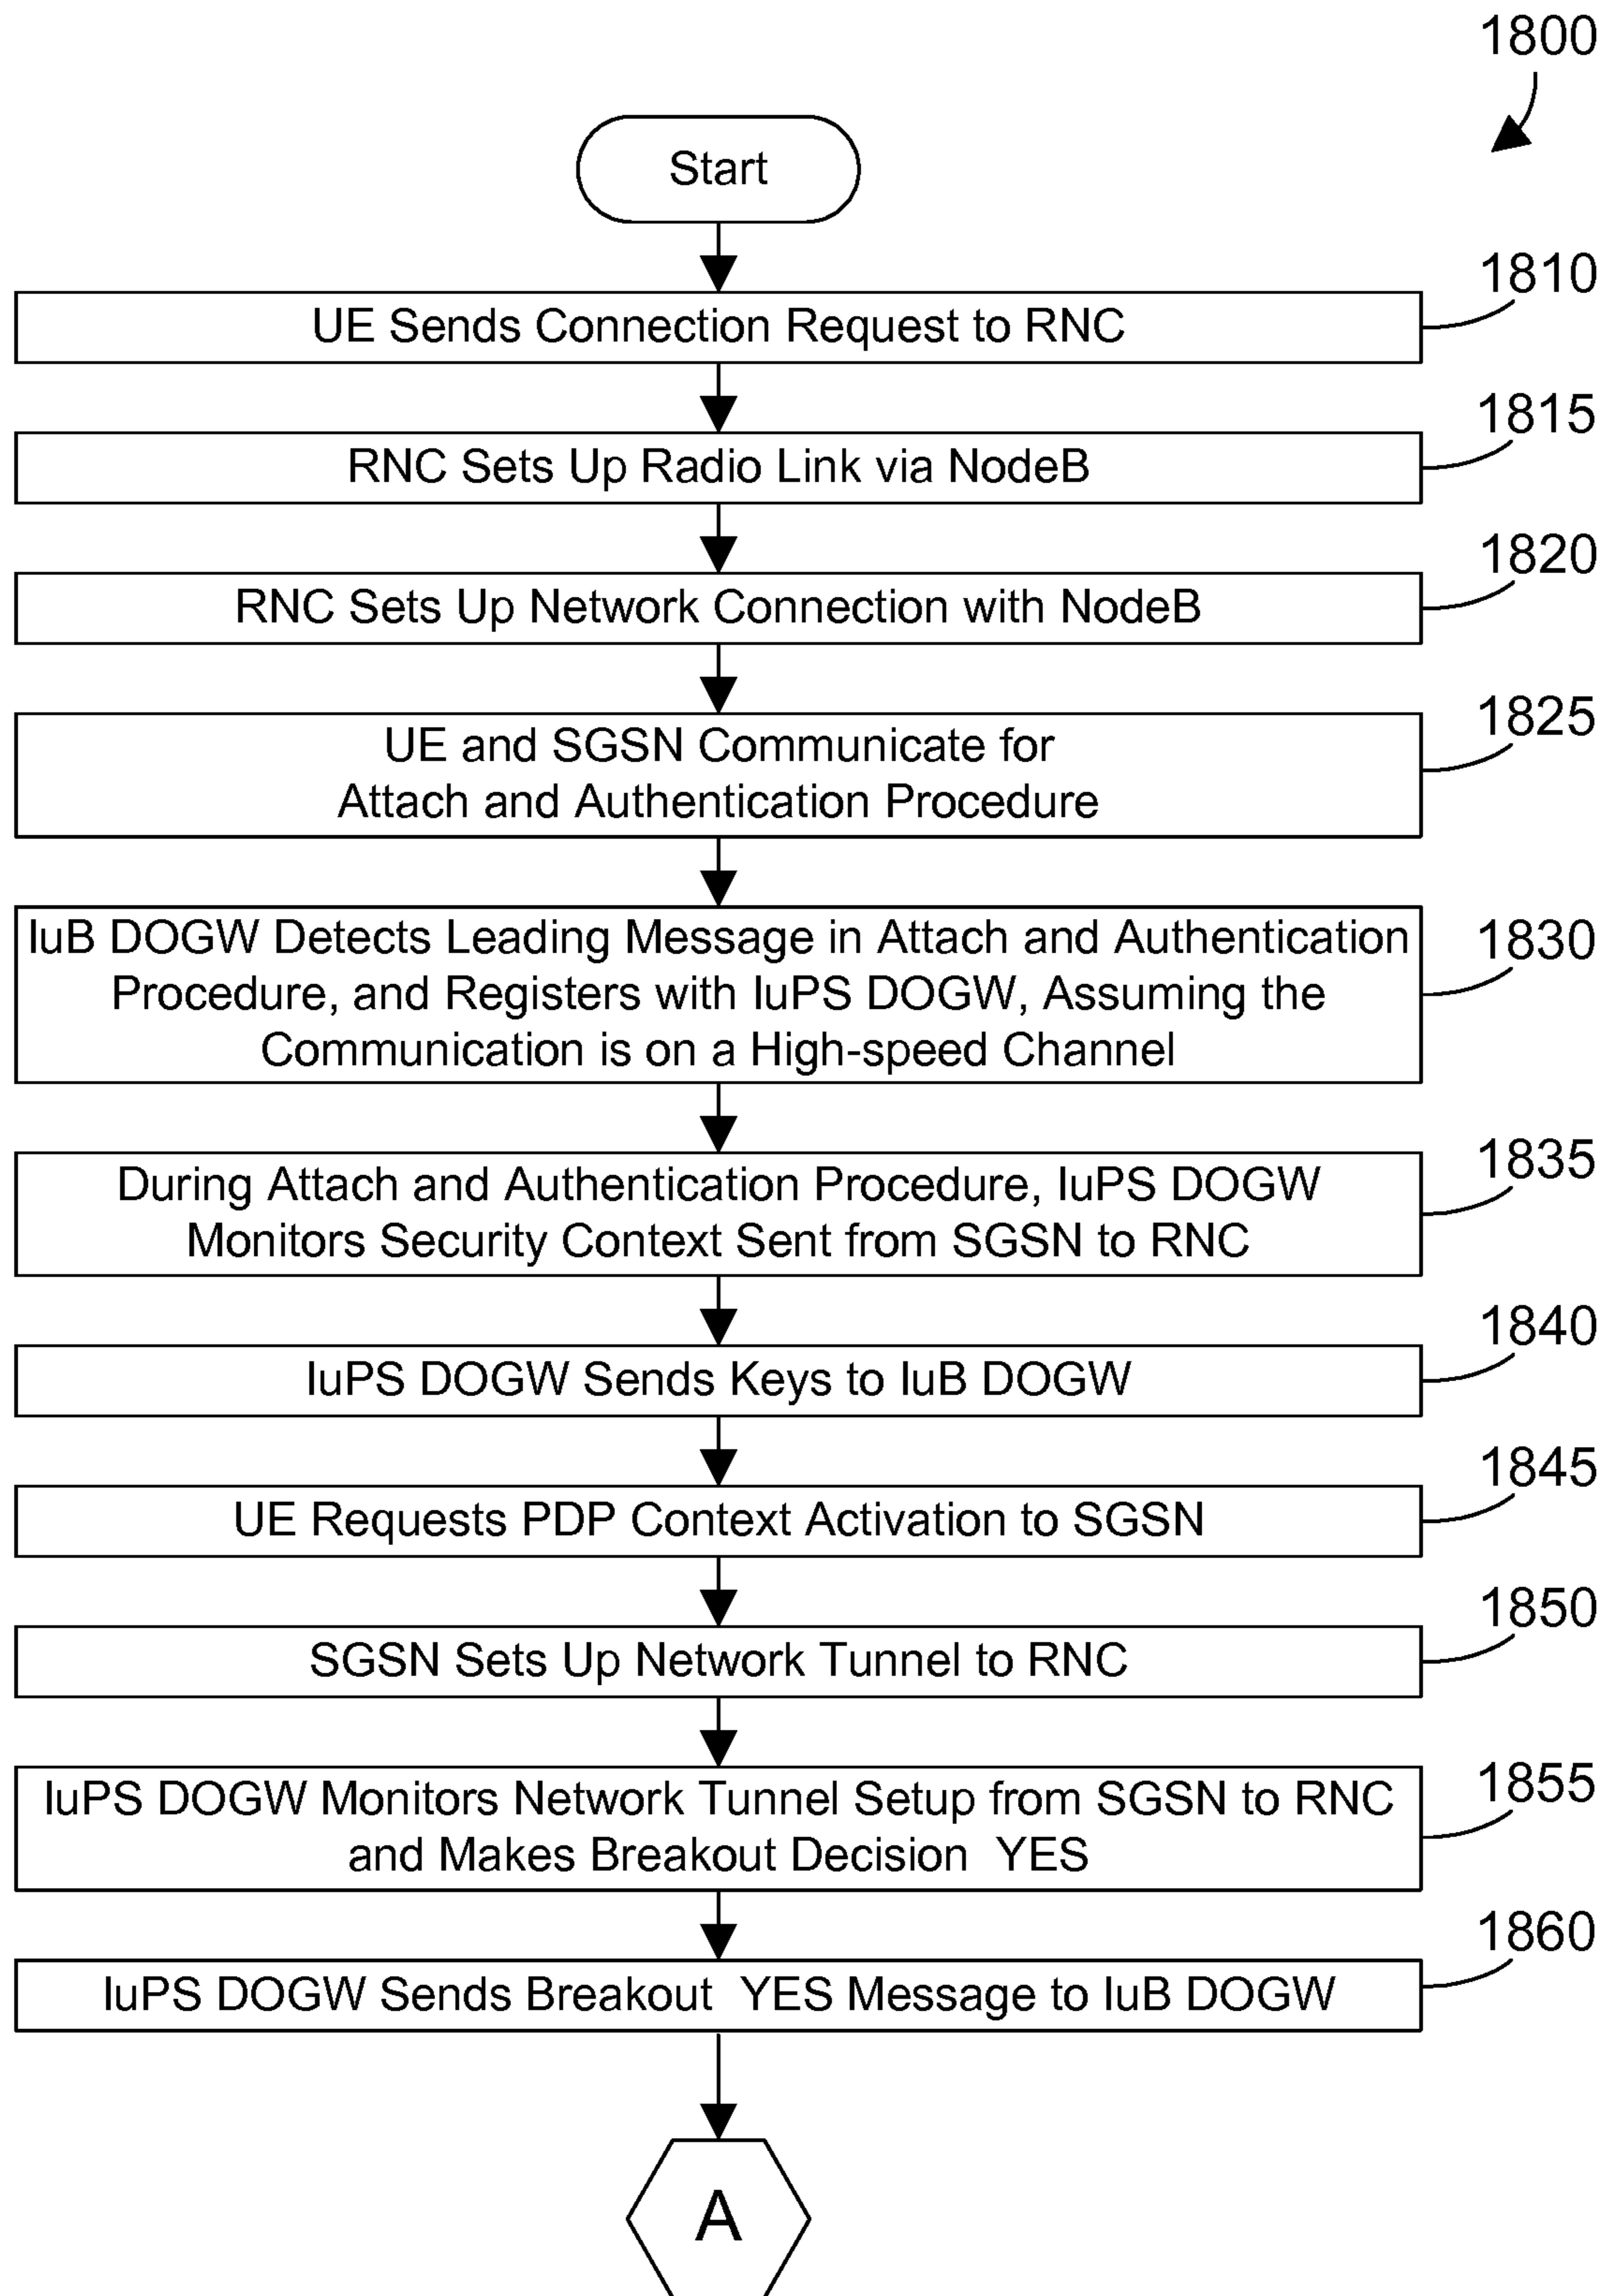 1800
Start
1810
UE Sends Connection Request to RNC
1815
RNC Sets Up Radio Link via NodeB
1820
RNC Sets Up Network Connection with NodeB
1825
UE and SGSN Communicate for
Attach and Authentication Procedure
1830
IuB DOGW Detects Leading Message in Attach and Authentication
Procedure, and Registers with IuPS DOGW, Assuming the
Communication is on a High-speed Channel
1835
During Attach and Authentication Procedure, IuPS DOGW
Monitors Security Context Sent from SGSN to RNC
1840
IuPS DOGW Sends Keys to IuB DOGW
1845
UE Requests PDP Context Activation to SGSN
1850
SGSN Sets Up Network Tunnel to RNC
1855
IuPS DOGW Monitors Network Tunnel Setup from SGSN to RNC
and Makes Breakout Decision YES
1860
IuPS DOGW Sends Breakout YES Message to IuB DOGW
A